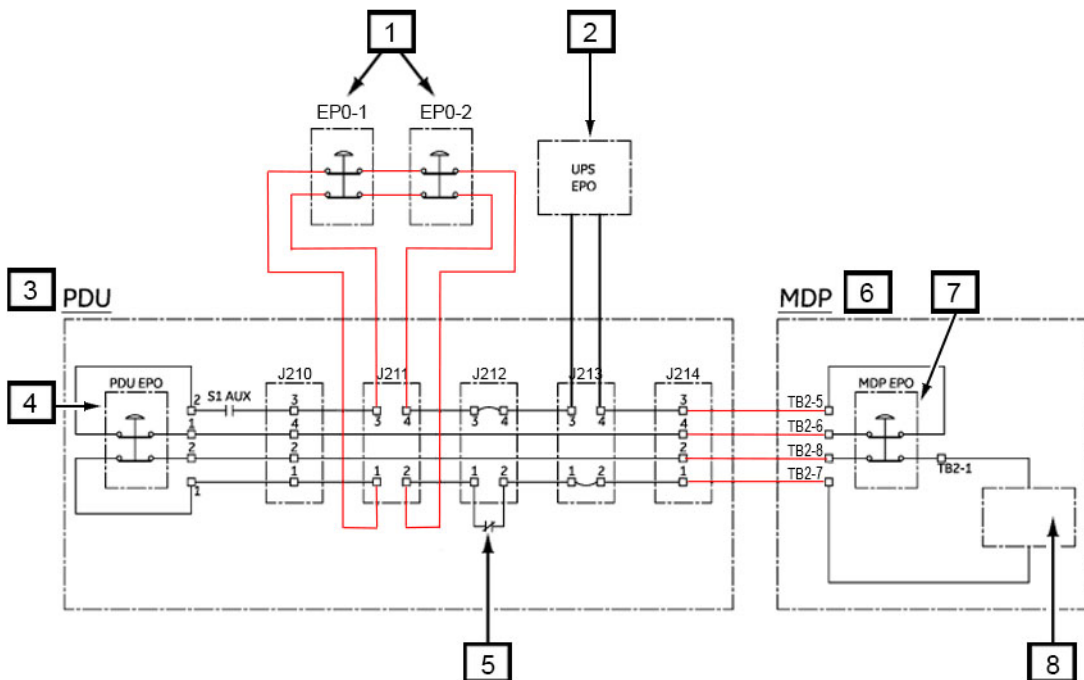 1
2
EP0-1
EP0-2
UPS
EPO
3
PDU
MDP
6
7
J210
J211
J212
J213
J214
4
PDU EPO
MDP EPO
2
S1 AUX
3
3
4
3
4
3
4
3
TB2-5
1
4
4
TB2-6
2
2
2
TB2-8
TB2-1
1
1
1
2
1
2
1
2
1
TB2-7
5
8